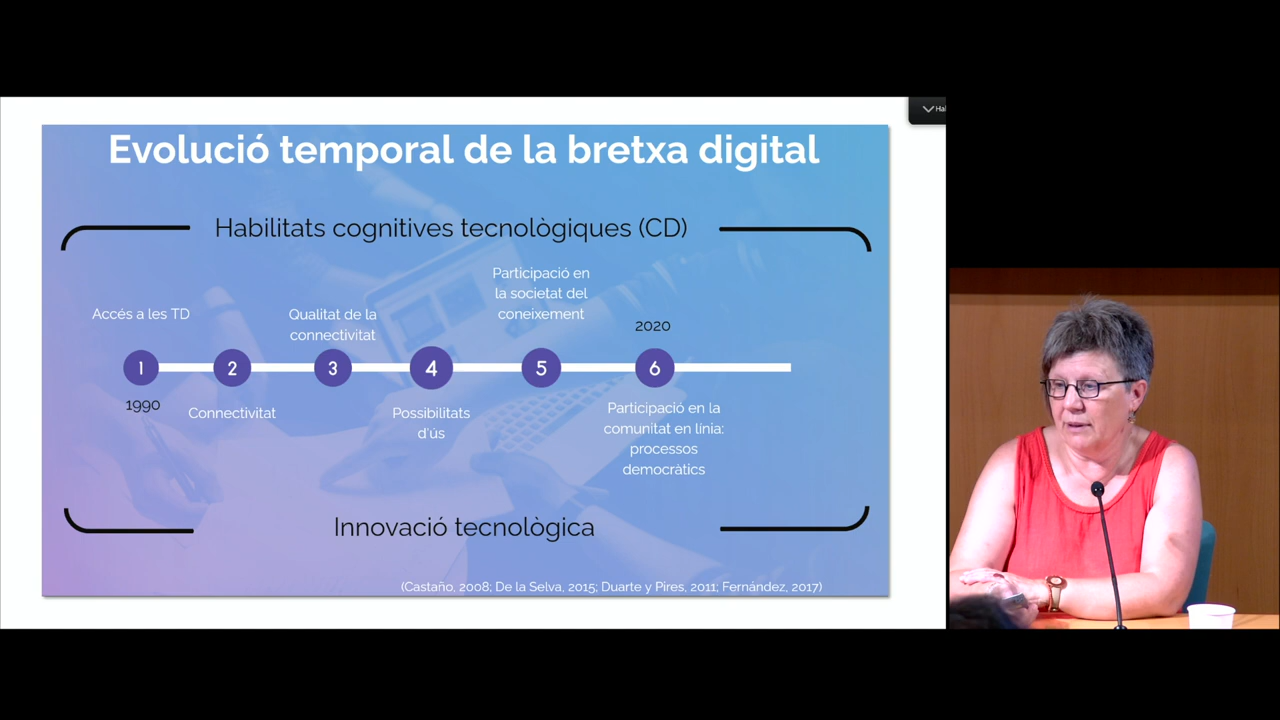 Evolució temporal de la bretxa digital
Habilitats cognitives tecnològiques (CD)
Accés a les TD
Qualitat de la
connectivitat
Participació en
la societat del
coneixement
2020
1 2 3 4 5 6
1990
Connectivitat
Possibilitats
d'ús
Participació en la
comunitat en línia:
processos
democràtics
Innovació tecnològica
(Castaño, 2008; De la Selva, 2015; Duarte y Pires, 2011; Fernández, 2017)